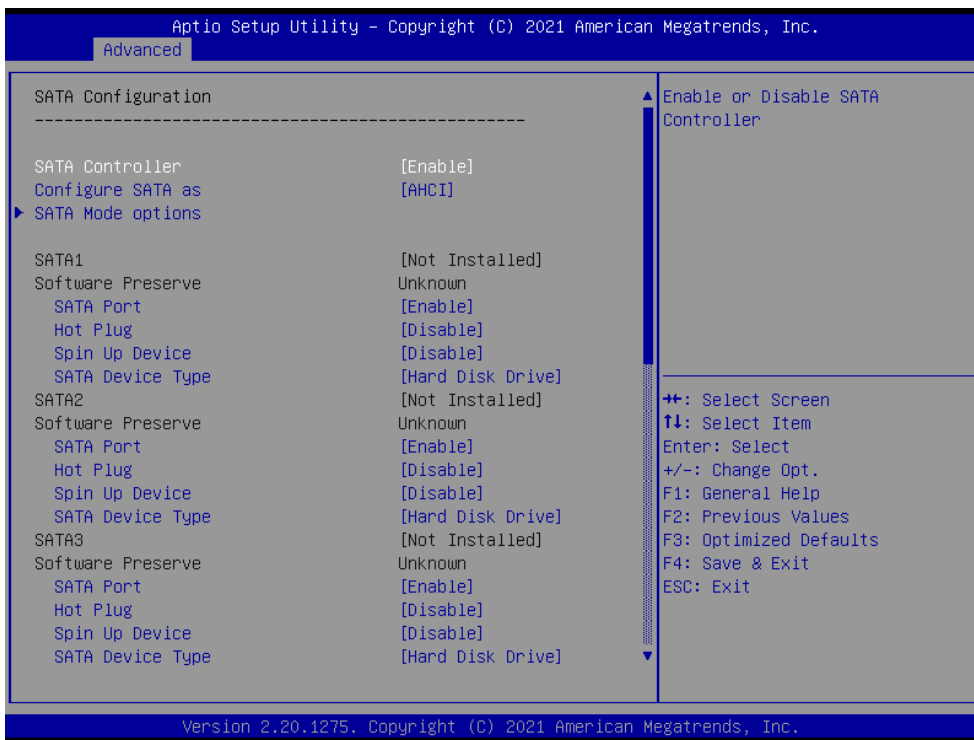 Aptio Setup Utility – Copyright (C) 2021 American Megatrends, Inc.
Advanced
SATA Configuration
--------------------------------------------------
SATA Controller [Enable]
Configure SATA as [AHCI]
SATA Mode options
SATA1 [Not Installed]
Software Preserve Unknown
SATA Port [Enable]
Hot Plug [Disable]
Spin Up Device [Disable]
SATA Device Type [Hard Disk Drive]
SATA2 [Not Installed]
Software Preserve Unknown
SATA Port [Enable]
Hot Plug [Disable]
Spin Up Device [Disable]
SATA Device Type [Hard Disk Drive]
SATA3 [Not Installed]
Software Preserve Unknown
SATA Port [Enable]
Hot Plug [Disable]
Spin Up Device [Disable]
SATA Device Type [Hard Disk Drive]
Enable or Disable SATA
Controller
→←: Select Screen
↑↓: Select Item
Enter: Select
+/-: Change Opt.
F1: General Help
F2: Previous Values
F3: Optimized Defaults
F4: Save & Exit
ESC: Exit
Version 2.20.1275. Copyright (C) 2021 American Megatrends, Inc.